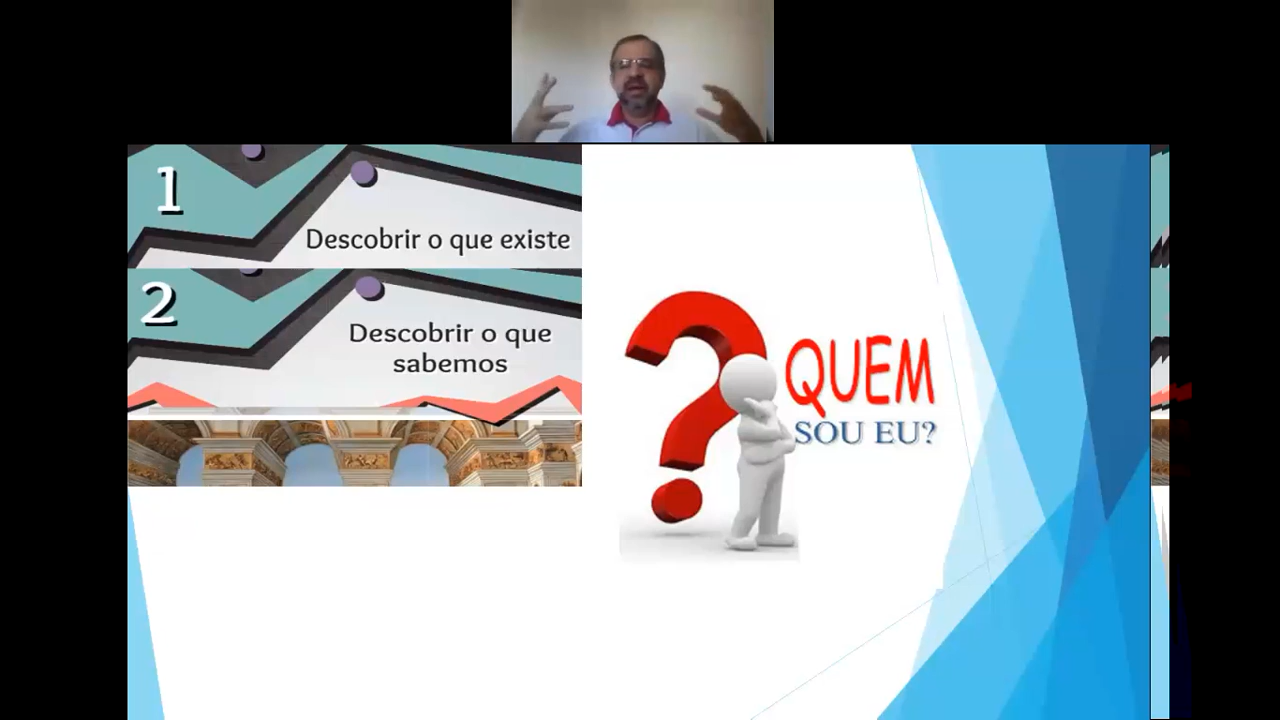 1
Descobrir o que existe
2
Descobrir o que
sabemos
?
QUEM
SOU EU?